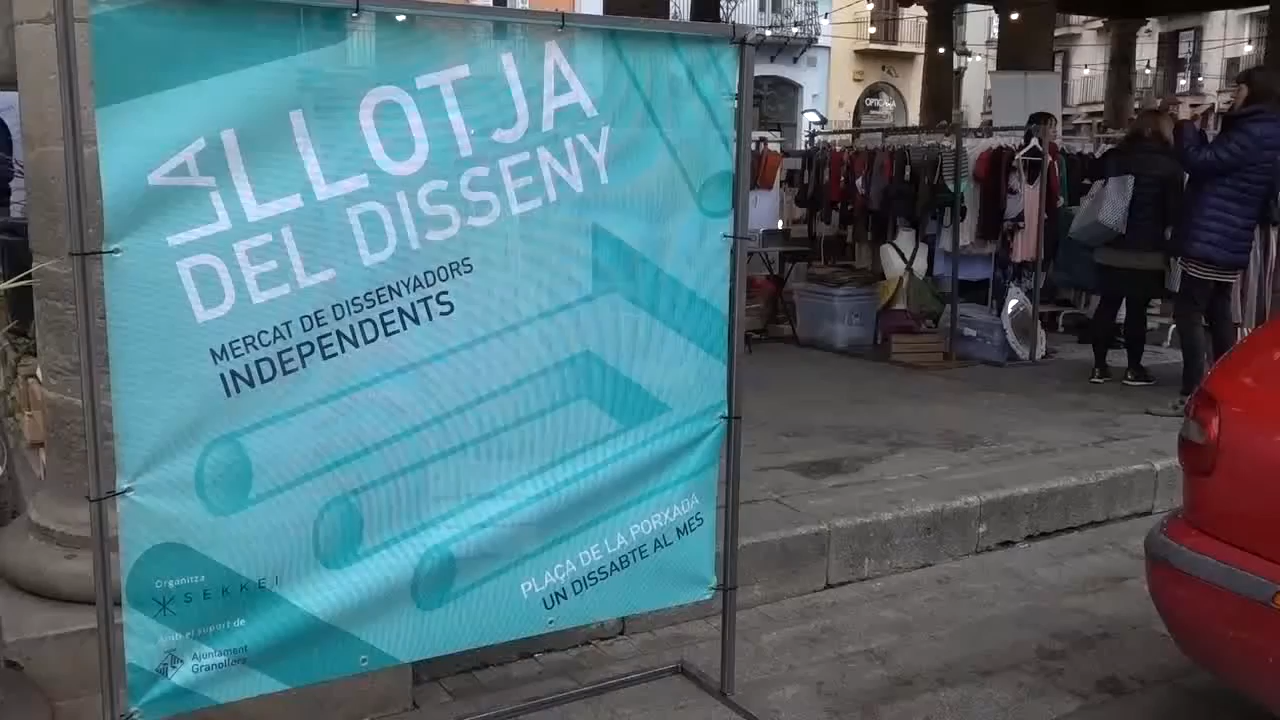 LA LLOTJA
DEL DISSENY
MERCAT DE DISSENYADORS
INDEPENDENTS
PLAÇA DE LA PORXADA
UN DISSABTE AL MES
Organitza
SEKKEI
Amb el suport de
Ajuntament
Granollers
OPTICA